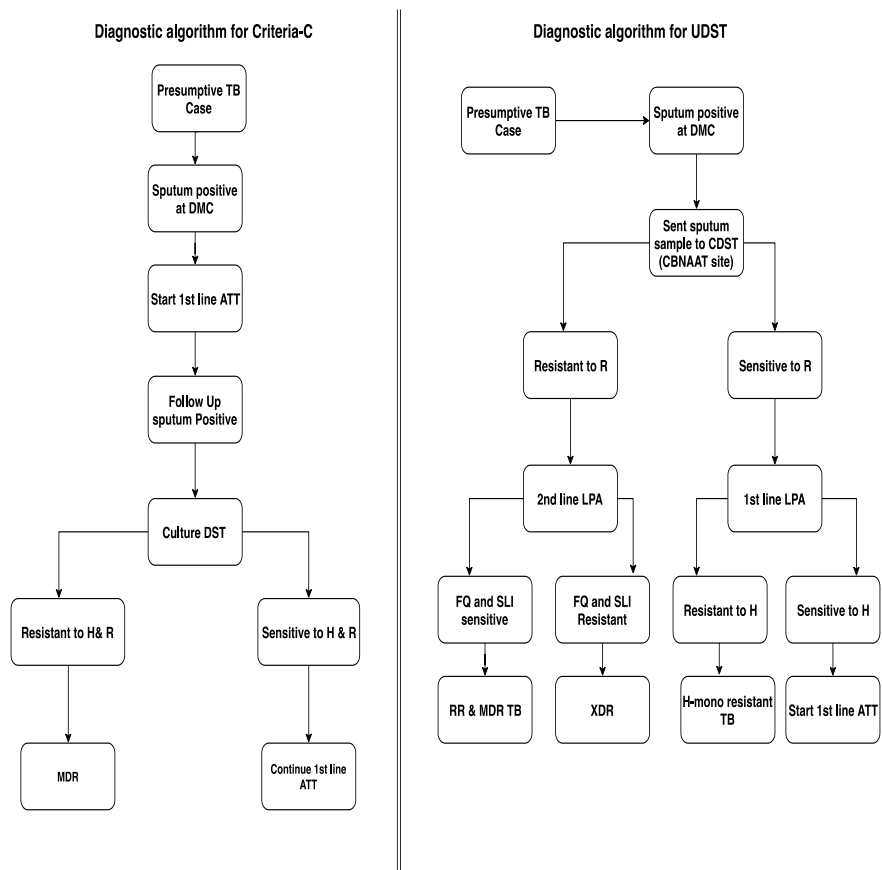 Diagnostic algorithm for Criteria-C
Presumptive TB
Case
Sputum positive
at DMC
Start 1st line ATT
Follow Up
sputum Positive
Culture DST
Resistant to H& R
Sensitive to H & R
MDR
Continue 1st line
ATT
Diagnostic algorithm for UDST
Presumptive TB
Case
Sputum positive
at DMC
Sent sputum
sample to CDST
(CBNAAT site)
Resistant to R
Sensitive to R
2nd line LPA
1st line LPA
FQ and SLI
sensitive
FQ and SLI
Resistant
Resistant to H
Sensitive to H
RR & MDR TB
XDR
H-mono resistant
TB
Start 1st line ATT